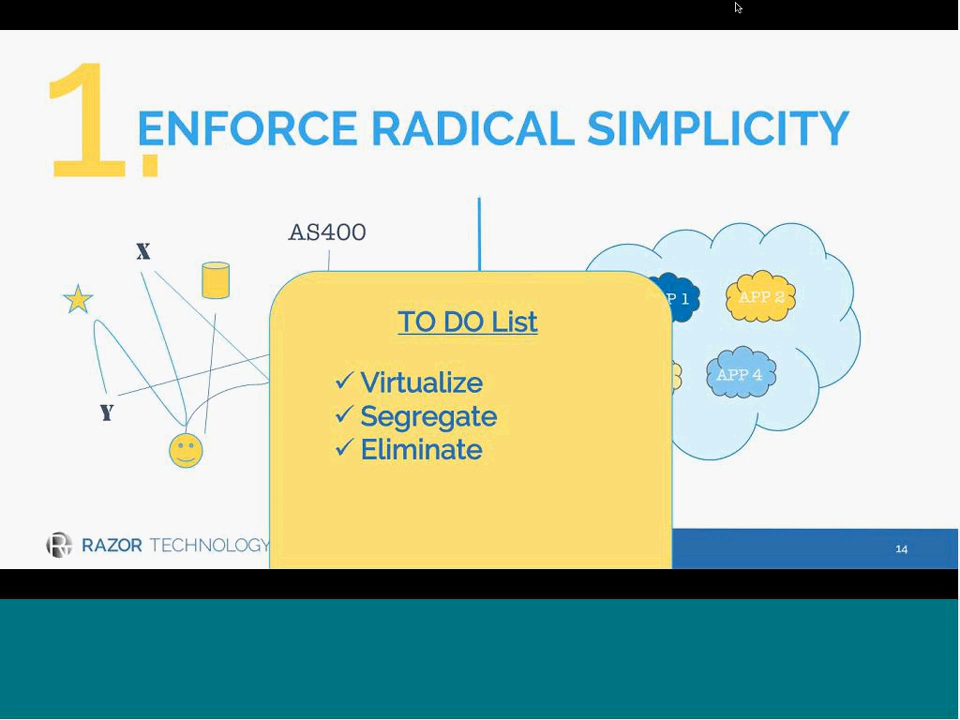 1.
ENFORCE RADICAL SIMPLICITY
AS400
X
Y
P 1
APP 2
APP 4
TO DO List
✓ Virtualize
✓ Segregate
✓ Eliminate
RAZOR TECHNOLOGY
14